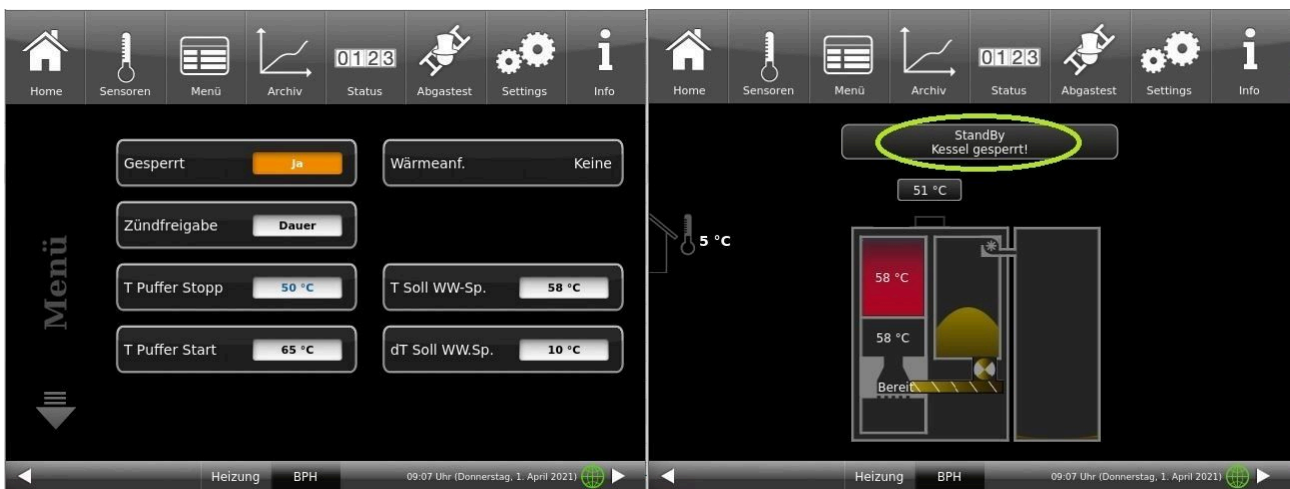 Home Sensoren Menü Archiv 0123 Status Abgastest Settings i Info
Menü
Gesperrt Ja
Wärmeanf. Keine
Zündfreigabe Dauer
T Puffer Stopp 50 °C
T Soll WW-Sp. 58 °C
T Puffer Start 65 °C
dT Soll WW.Sp. 10 °C
Heizung BPH 09:07 Uhr (Donnerstag, 1. April 2021)
Home Sensoren Menü Archiv 0123 Status Abgastest Settings i Info
StandBy
Kessel gesperrt!
51 °C
5 °C
58 °C
58 °C
Bereit
Heizung BPH 09:07 Uhr (Donnerstag, 1. April 2021)